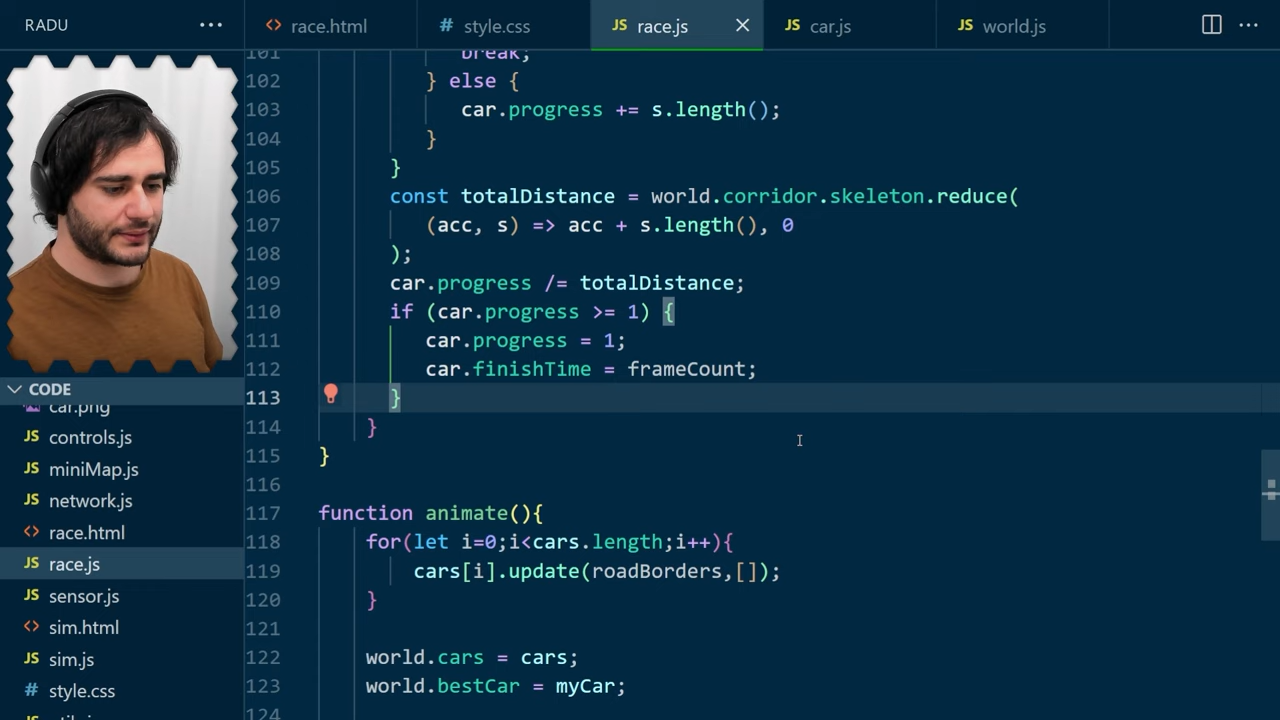 RADU
race.html
style.css
race.js
car.js
world.js
101 break;
102 } else {
103 car.progress += s.length();
104 }
105 }
106 const totalDistance = world.corridor.skeleton.reduce(
107 (acc, s) => acc + s.length(), 0
108 );
109 car.progress /= totalDistance;
110 if (car.progress >= 1) {
111 car.progress = 1;
112 car.finishTime = frameCount;
113 }
114 }
115 }
116
117 function animate(){
118 for(let i=0;i<cars.length;i++){
119 cars[i].update(roadBorders,[]);
120 }
121
122 world.cars = cars;
123 world.bestCar = myCar;
124
CODE
car.png
JS controls.js
JS miniMap.js
JS network.js
<> race.html
JS race.js
JS sensor.js
<> sim.html
JS sim.js
# style.css